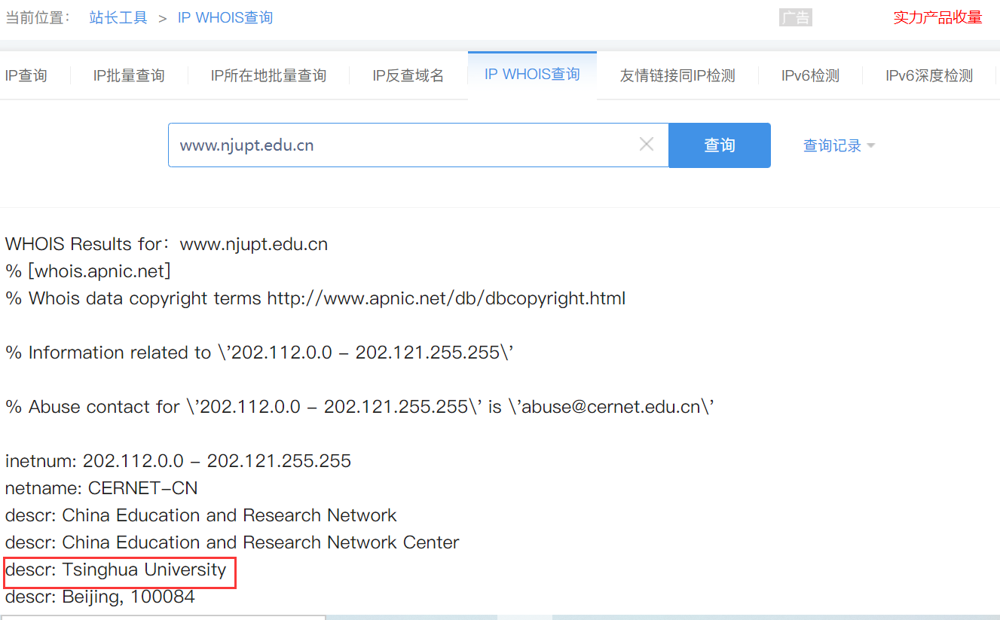 当前位置： 站长工具 > IP WHOIS查询 广告 实力产品收量
IP查询 IP批量查询 IP所在地批量查询 IP反查域名 IP WHOIS查询 友情链接同IP检测 IPv6检测 IPv6深度检测
www.njupt.edu.cn 查询 查询记录
WHOIS Results for：www.njupt.edu.cn
% [whois.apnic.net]
% Whois data copyright terms http://www.apnic.net/db/dbcopyright.html
% Information related to \'202.112.0.0 - 202.121.255.255\'
% Abuse contact for \'202.112.0.0 - 202.121.255.255\' is \'abuse@cernet.edu.cn\'
inetnum: 202.112.0.0 - 202.121.255.255
netname: CERNET-CN
descr: China Education and Research Network
descr: China Education and Research Network Center
descr: Tsinghua University
descr: Beijing, 100084